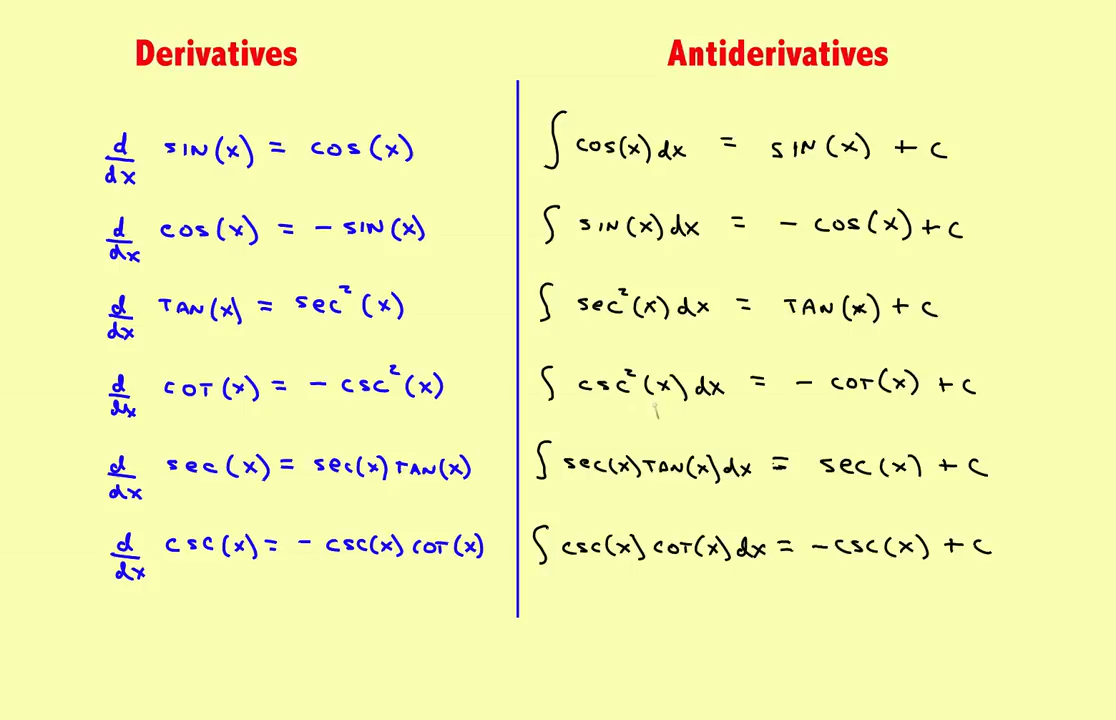 Derivatives
Antiderivatives
d/dx SIN(x) = cos(x)
∫ cos(x) dx = SIN(x) + C
d/dx cos(x) = - SIN(x)
∫ SIN(x) dx = - cos(x) + C
d/dx TAN(x) = sec²(x)
∫ sec²(x) dx = TAN(x) + C
d/dx COT(x) = - csc²(x)
∫ csc²(x) dx = - COT(x) + C
d/dx sec(x) = sec(x) TAN(x)
∫ sec(x) TAN(x) dx = sec(x) + C
d/dx csc(x) = - csc(x) COT(x)
∫ csc(x) COT(x) dx = - csc(x) + C